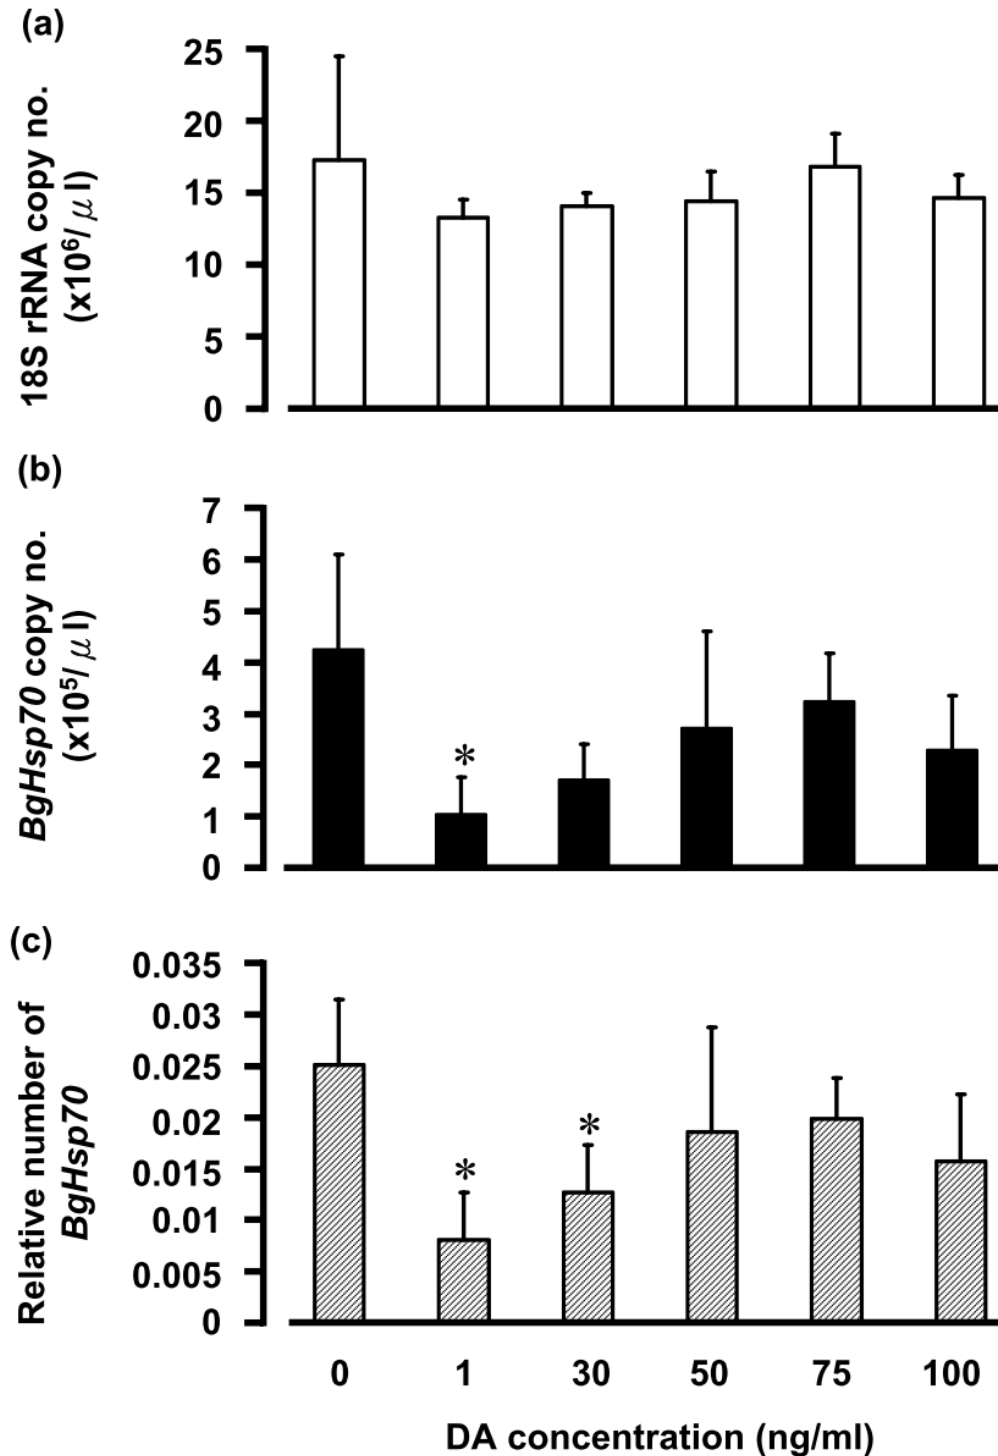 (a)
18S rRNA copy no.
(x10⁶/μl)
25
20
15
10
5
0
(b)
BgHsp70 copy no.
(x10⁵/μl)
7
6
5
4
3
2
1
0
*
(c)
Relative number of
BgHsp70
0.035
0.03
0.025
0.02
0.015
0.01
0.005
0
* *
0 1 30 50 75 100
DA concentration (ng/ml)